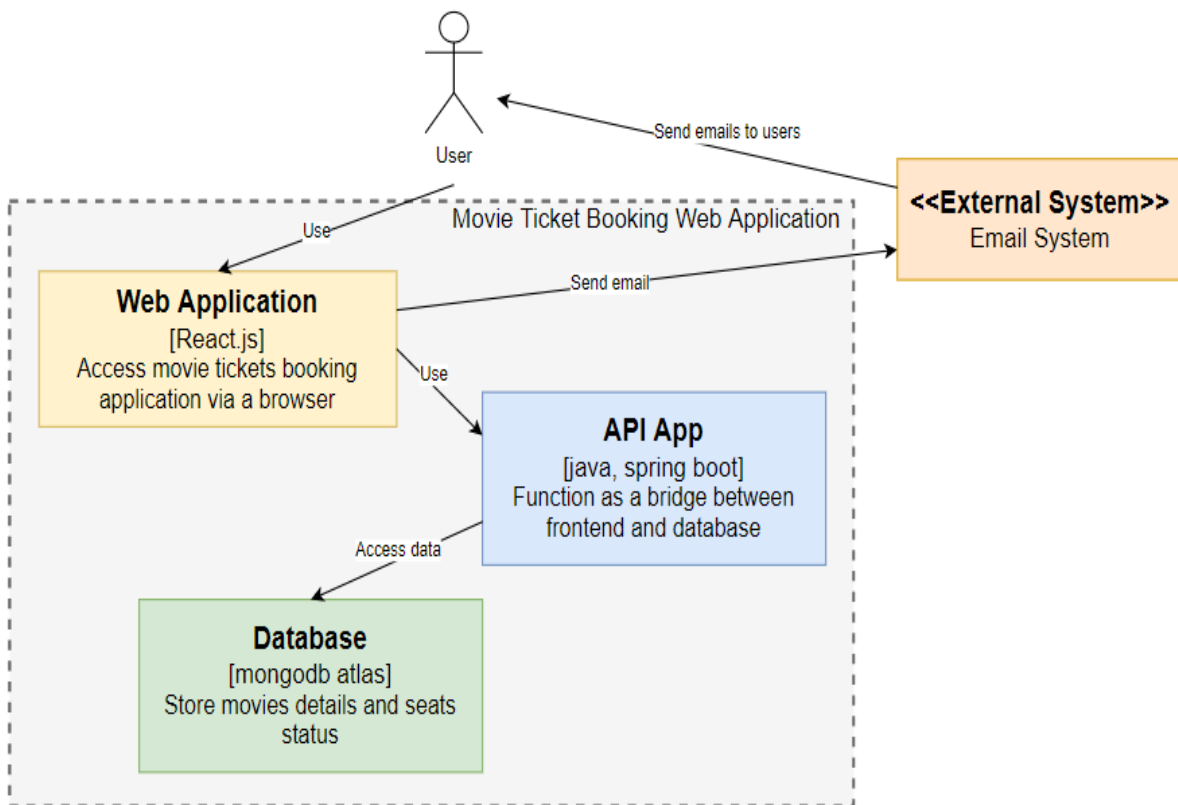 Send emails to users
User
<<External System>>
Email System
Movie Ticket Booking Web Application
Use
Send email
Web Application
[React.js]
Access movie tickets booking
application via a browser
Use
API App
[java, spring boot]
Function as a bridge between
frontend and database
Access data
Database
[mongodb atlas]
Store movies details and seats
status